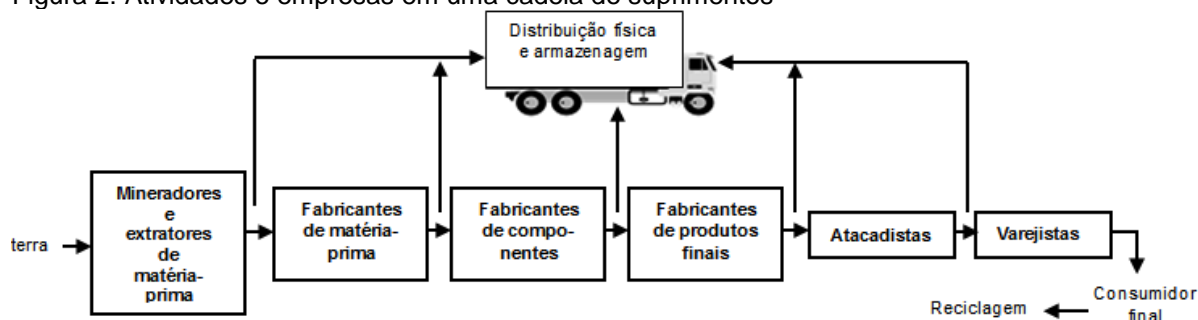 Figura 2: Atividades e empresas em uma cadeia de suprimentos
Distribuição física
e armazenagem
terra
Mineradores
e
extratores
de
matéria-
prima
Fabricantes
de matéria-
prima
Fabricantes
de compo-
nentes
Fabricantes
de produtos
finais
Atacadistas
Varejistas
Consumidor
final
Reciclagem